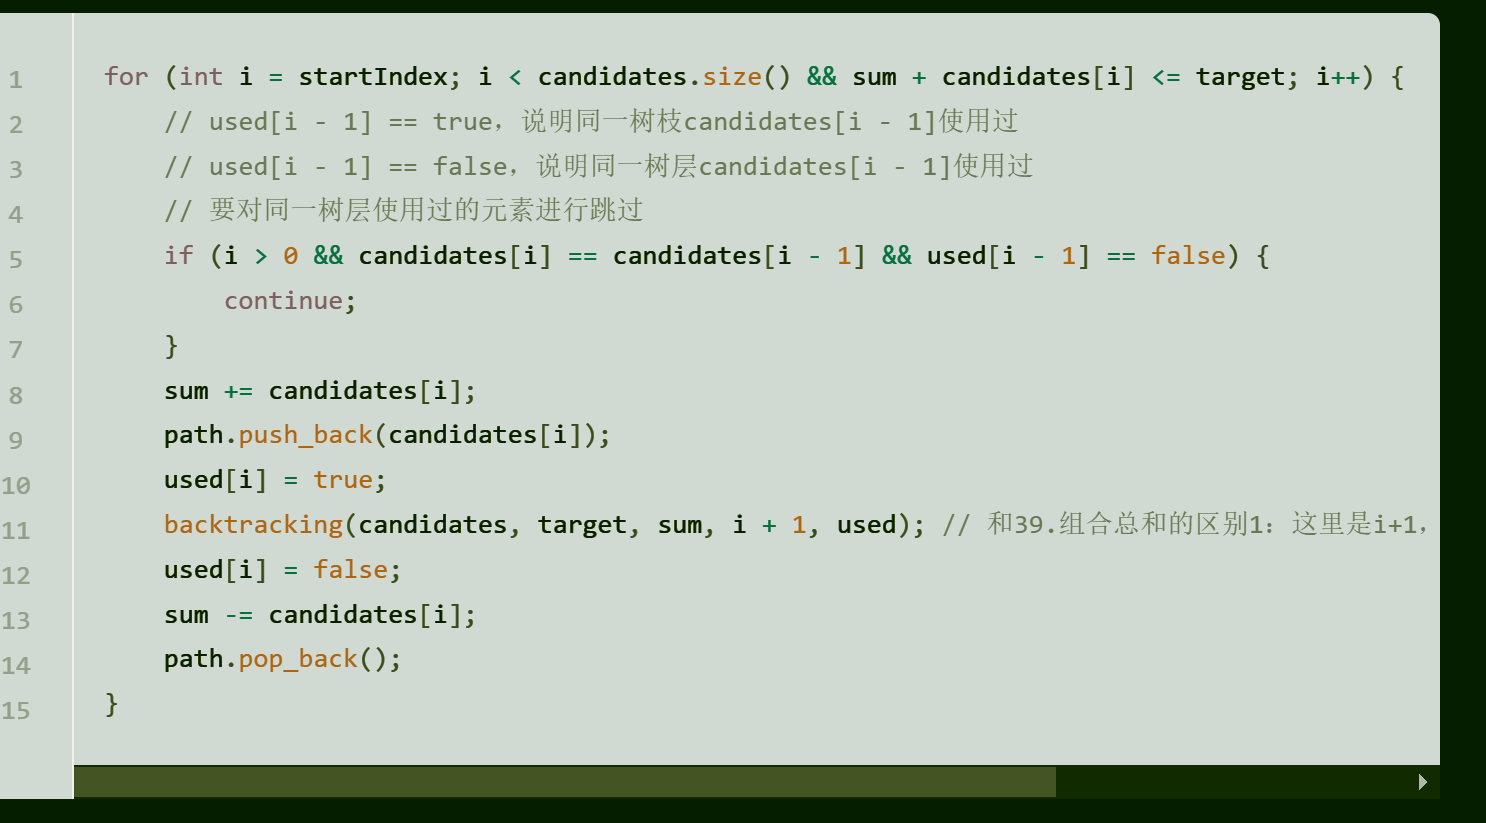 1 for (int i = startIndex; i < candidates.size() && sum + candidates[i] <= target; i++) {
2 // used[i - 1] == true，说明同一树枝candidates[i - 1]使用过
3 // used[i - 1] == false，说明同一树层candidates[i - 1]使用过
4 // 要对同一树层使用过的元素进行跳过
5 if (i > 0 && candidates[i] == candidates[i - 1] && used[i - 1] == false) {
6 continue;
7 }
8 sum += candidates[i];
9 path.push_back(candidates[i]);
10 used[i] = true;
11 backtracking(candidates, target, sum, i + 1, used); // 和39.组合总和的区别1：这里是i+1，
12 used[i] = false;
13 sum -= candidates[i];
14 path.pop_back();
15 }